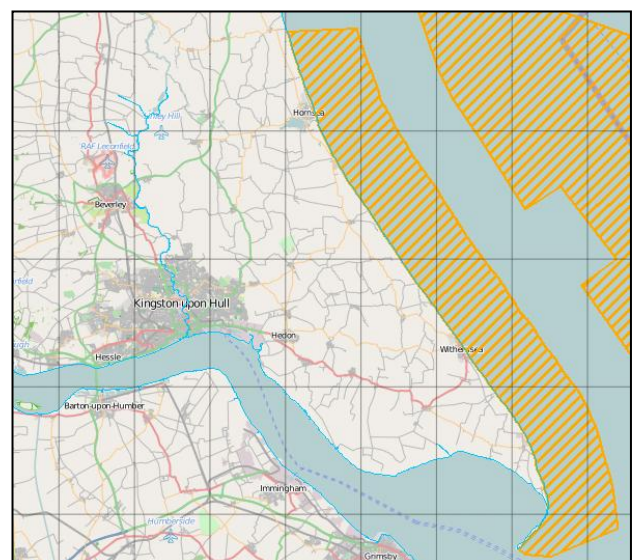 Hornsea
RAF Leconfield
Beverley
Kingston upon Hull
Hedon
Withernsea
Hessle
Barton-upon-Humber
Immingham
Humberside
Grimsby